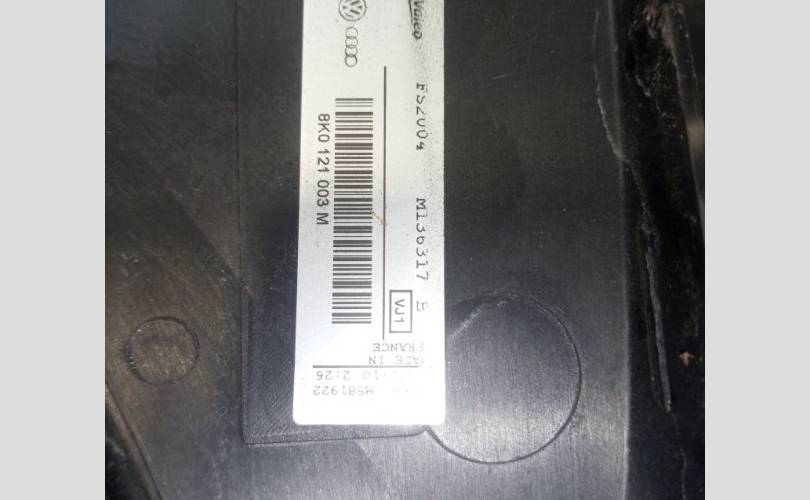 Valeo
FS2004 M136317 E
8K0 121 003 M
VJ1
MADE IN
FRANCE
2:26
M581922